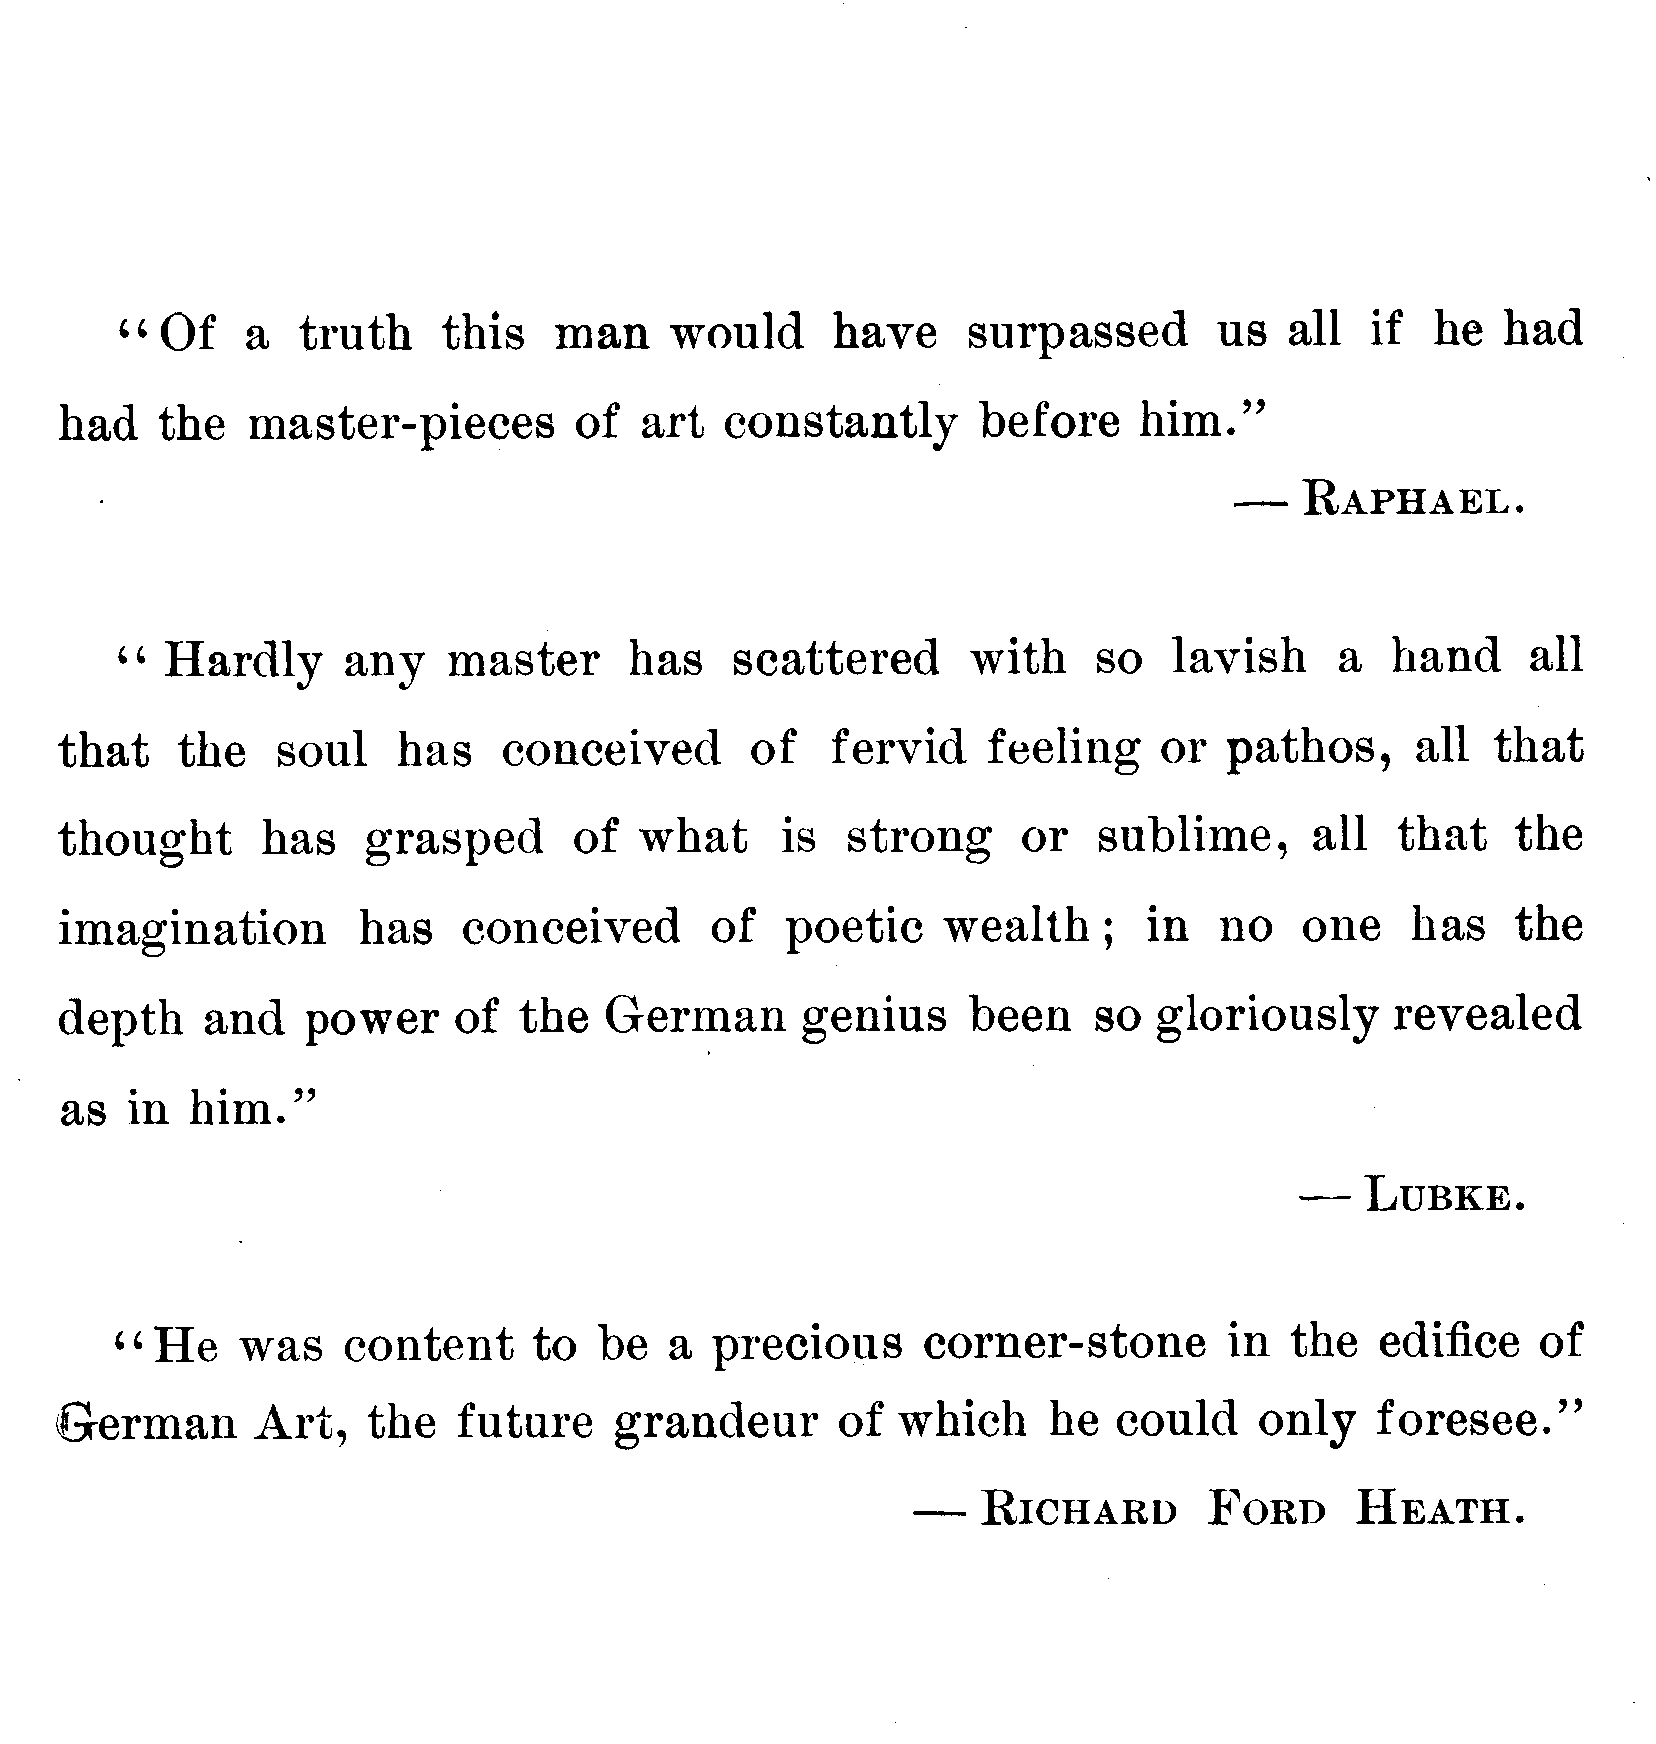 “Of a truth this man would have surpassed us all if he had
had the master-pieces of art constantly before him.”
— RAPHAEL.
“Hardly any master has scattered with so lavish a hand all
that the soul has conceived of fervid feeling or pathos, all that
thought has grasped of what is strong or sublime, all that the
imagination has conceived of poetic wealth; in no one has the
depth and power of the German genius been so gloriously revealed
as in him.”
— LUBKE.
“He was content to be a precious corner-stone in the edifice of
German Art, the future grandeur of which he could only foresee.”
— RICHARD FORD HEATH.